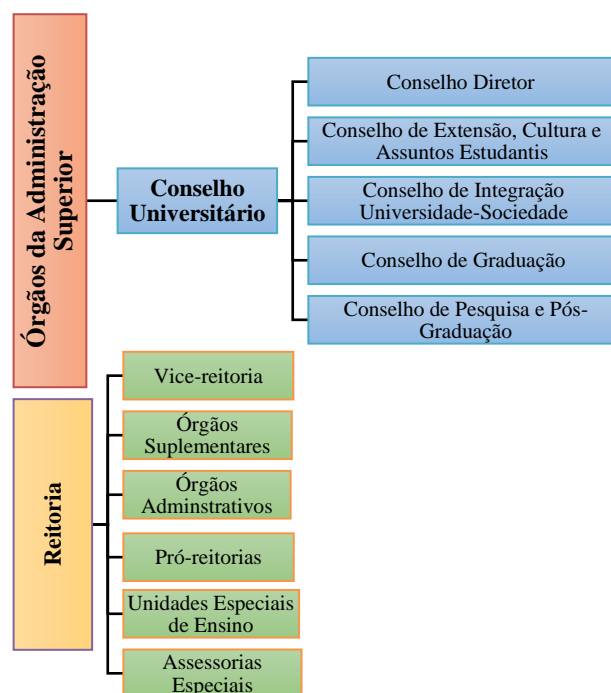 Órgãos da Administração
Superior
Conselho
Universitário
Conselho Diretor
Conselho de Extensão, Cultura e
Assuntos Estudantis
Conselho de Integração
Universidade-Sociedade
Conselho de Graduação
Conselho de Pesquisa e Pós-
Graduação
Reitoria
Vice-reitoria
Órgãos
Suplementares
Órgãos
Adminstrativos
Pró-reitorias
Unidades Especiais
de Ensino
Assessorias
Especiais